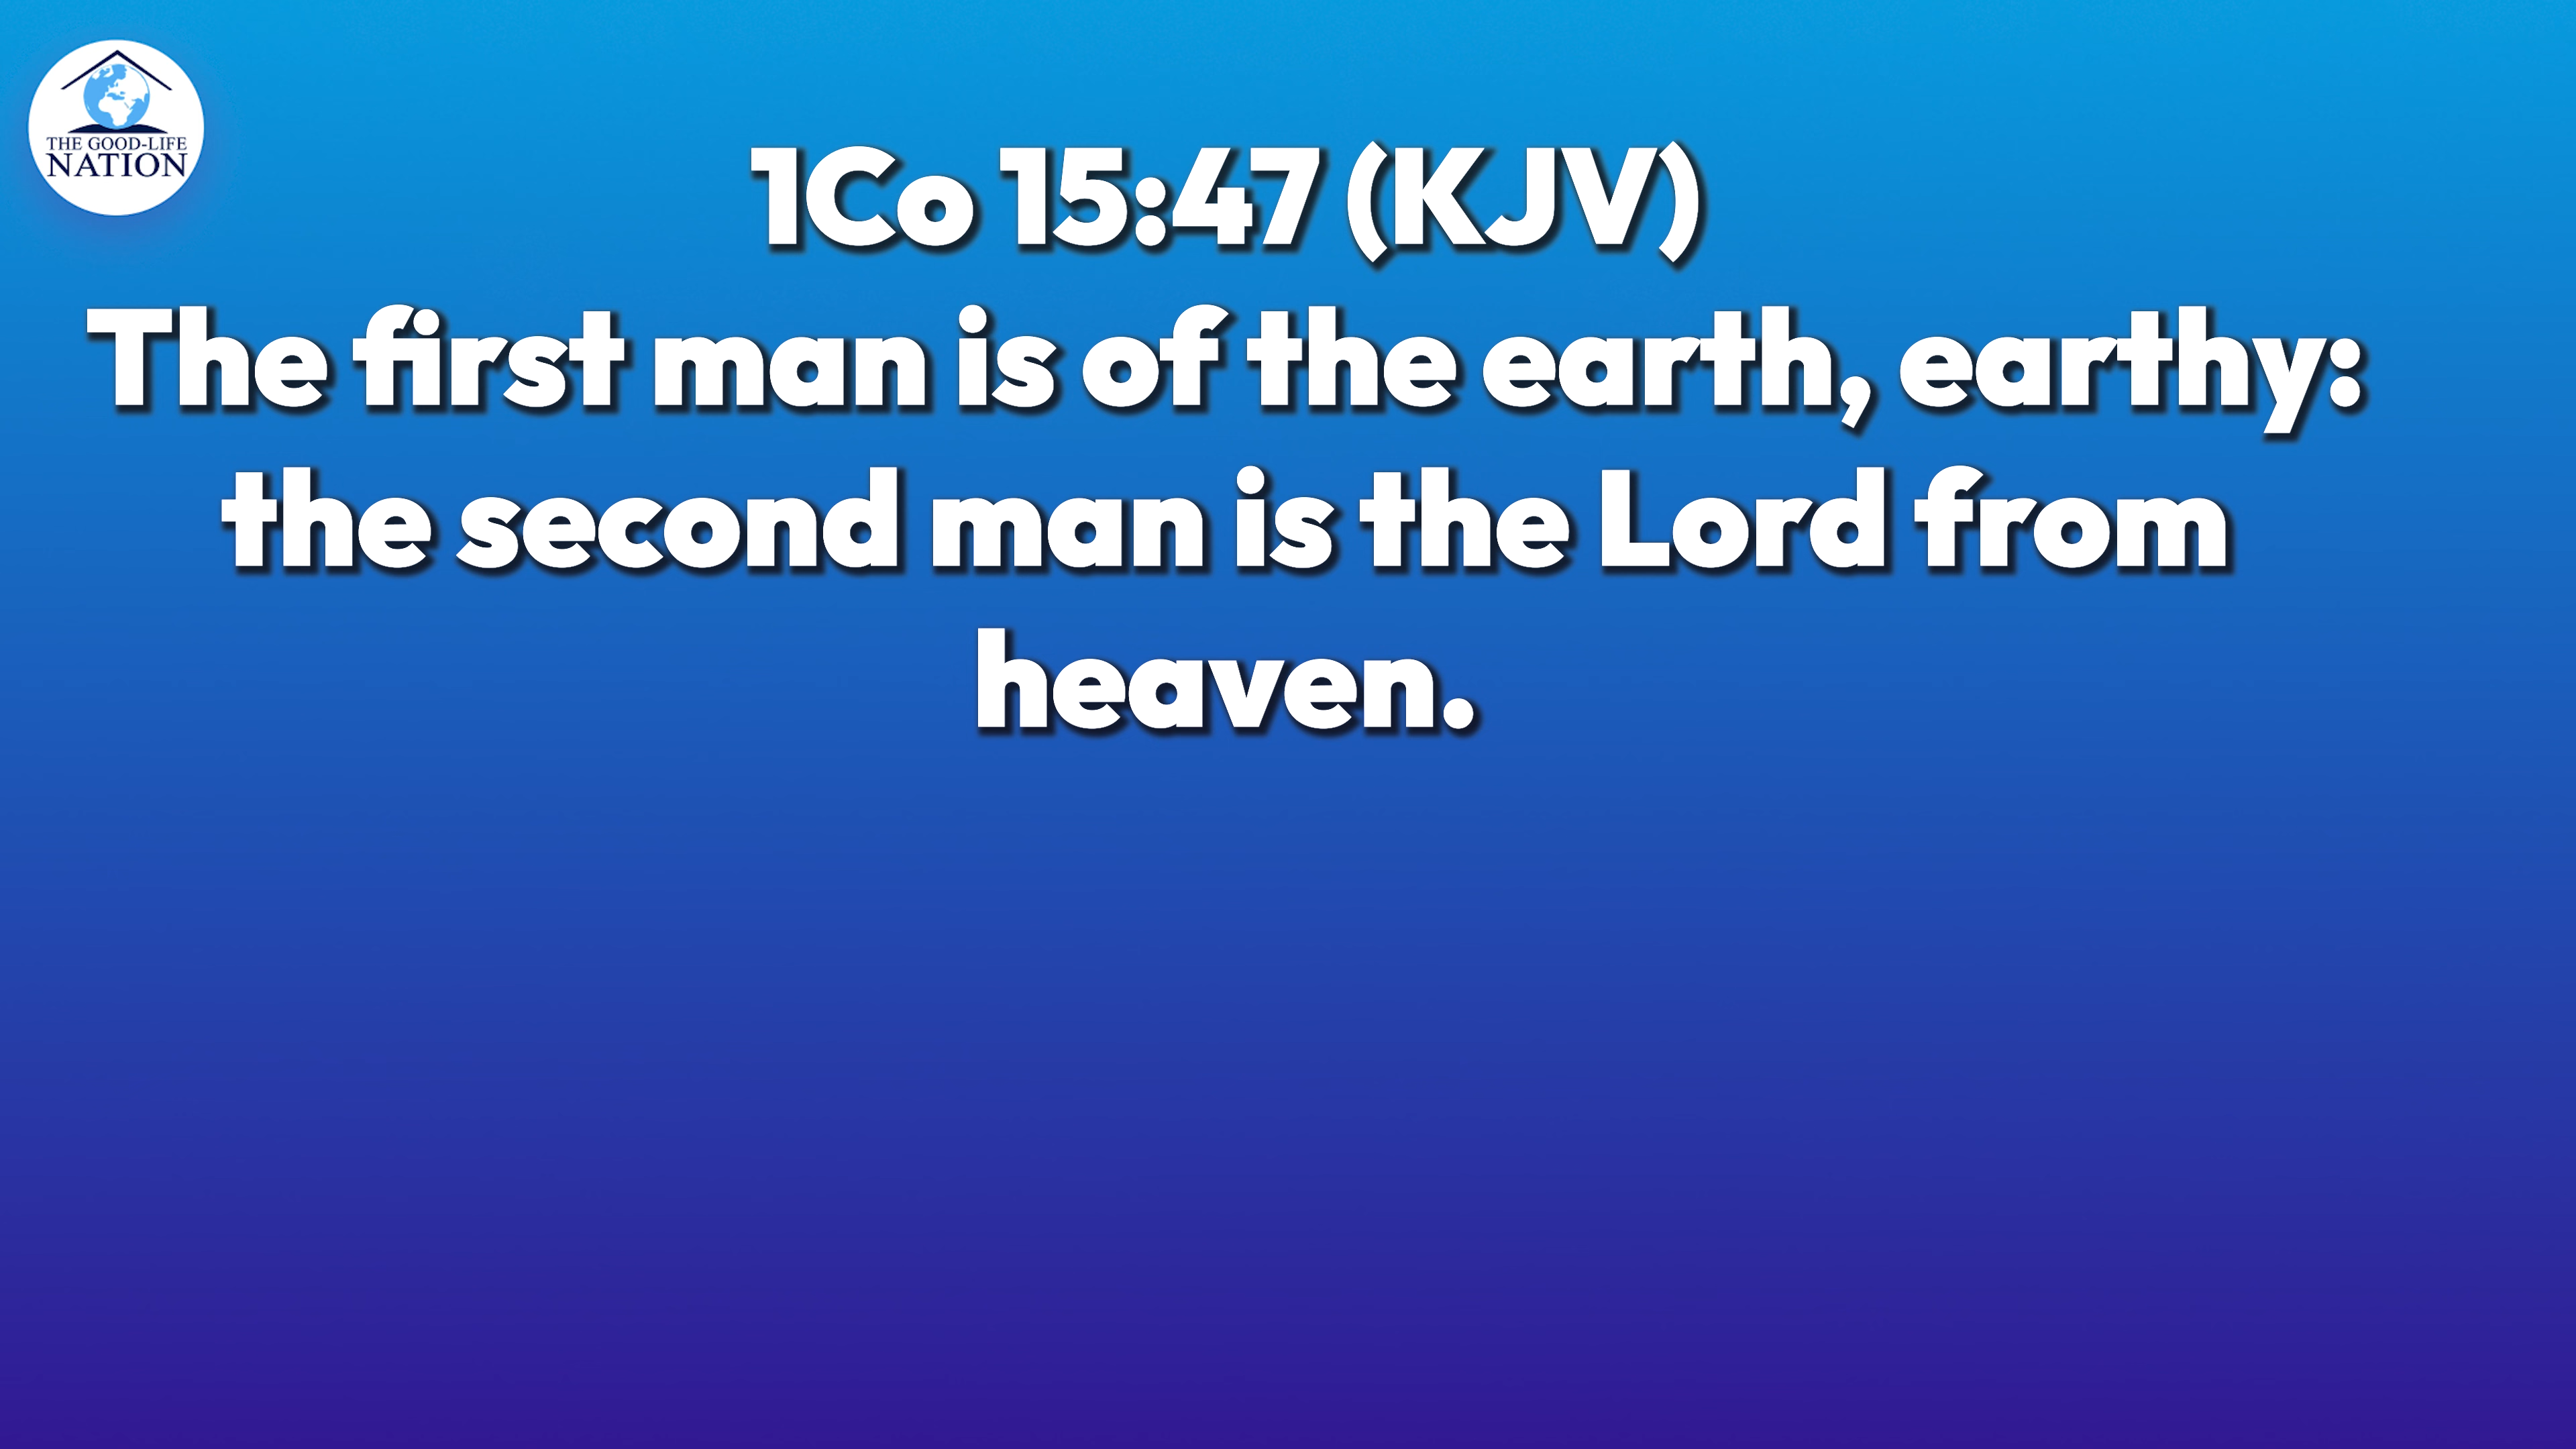 THE GOOD-LIFE
NATION
1Co 15:47 (KJV)
The first man is of the earth, earthy:
the second man is the Lord from
heaven.